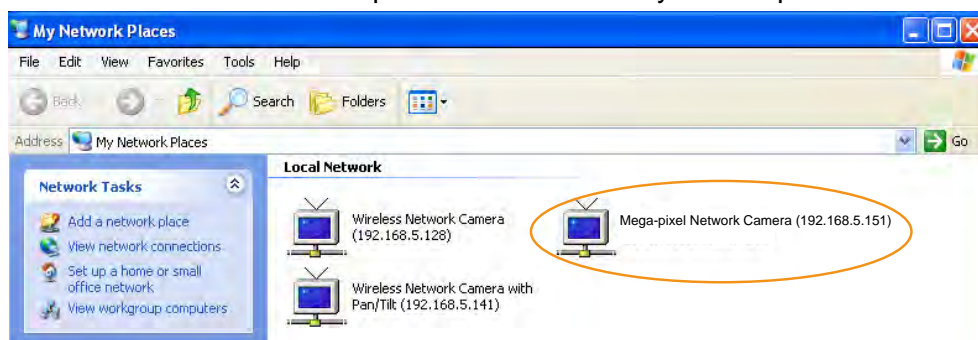 My Network Places
File Edit View Favorites Tools Help
Back Search Folders
Address My Network Places Go
Local Network
Network Tasks
Add a network place
View network connections
Set up a home or small
office network
View workgroup computers
Wireless Network Camera
(192.168.5.128)
Mega-pixel Network Camera (192.168.5.151)
Wireless Network Camera with
Pan/Tilt (192.168.5.141)